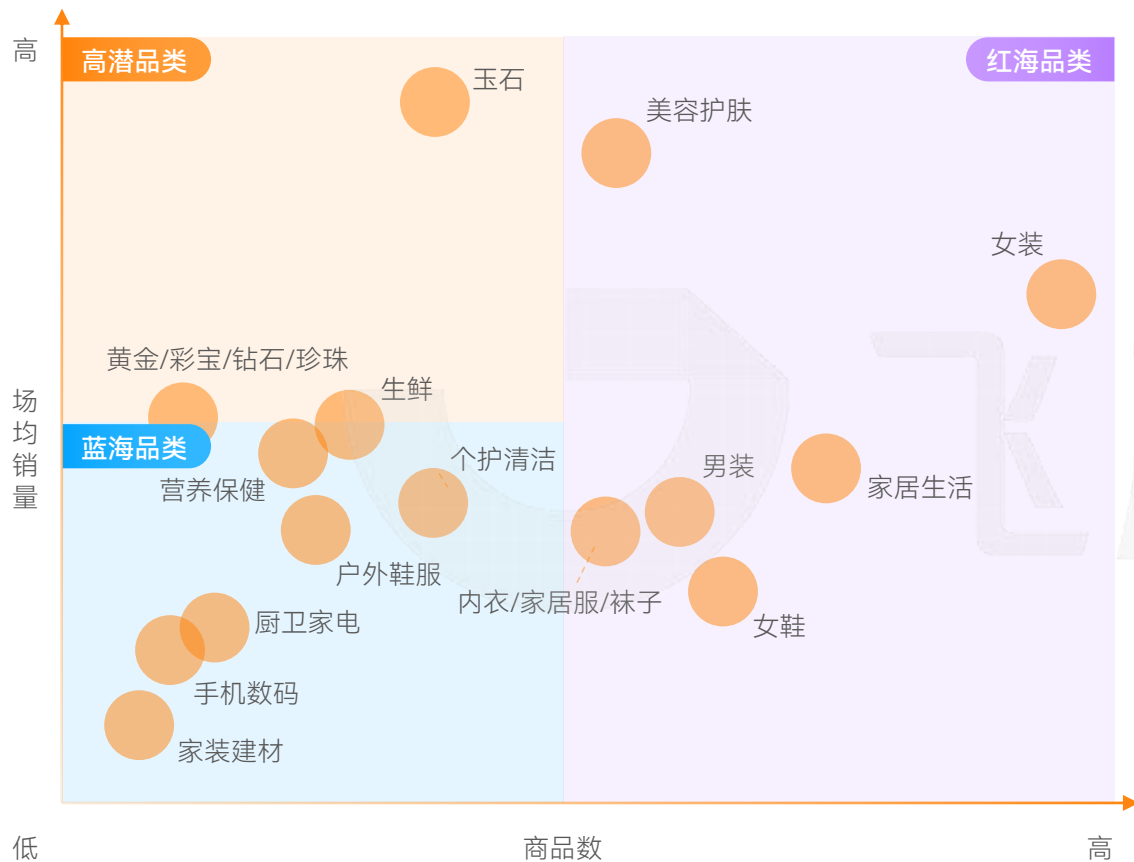 高
高潜品类
红海品类
玉石
美容护肤
女装
黄金/彩宝/钻石/珍珠
生鲜
场均销量
蓝海品类
个护清洁
男装
营养保健
家居生活
户外鞋服
内衣/家居服/袜子
厨卫家电
女鞋
手机数码
家装建材
低
商品数
高